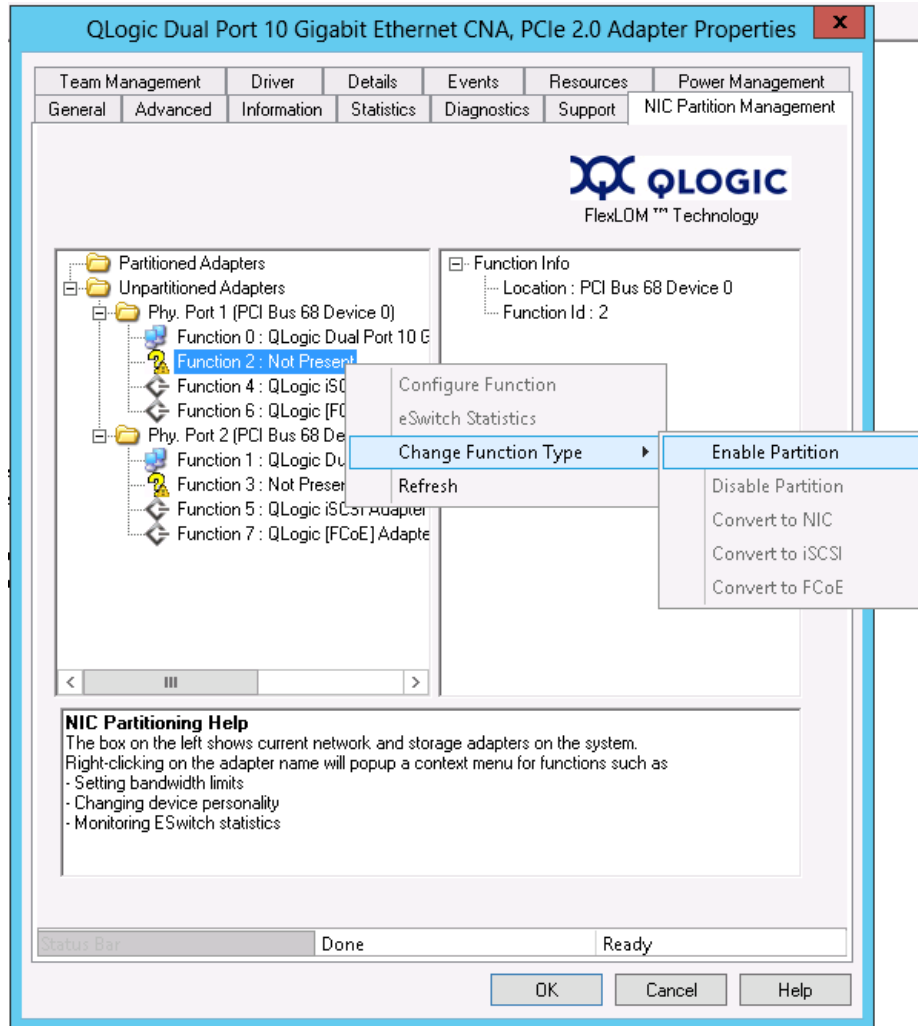 QLogic Dual Port 10 Gigabit Ethernet CNA, PCIe 2.0 Adapter Properties x
Team Management Driver Details Events Resources Power Management
General Advanced Information Statistics Diagnostics Support NIC Partition Management
QLOGIC
FlexLOM ™ Technology
Partitioned Adapters
Unpartitioned Adapters
Phy. Port 1 (PCI Bus 68 Device 0)
Function 0 : QLogic Dual Port 10 G
Function 2 : Not Present
Function 4 : QLogic iSC
Function 6 : QLogic [FC
Phy. Port 2 (PCI Bus 68 De
Function 1 : QLogic Du
Function 3 : Not Preser
Function 5 : QLogic iSCSI Adapter
Function 7 : QLogic [FCoE] Adapte
Function Info
Location : PCI Bus 68 Device 0
Function Id : 2
Configure Function
eSwitch Statistics
Change Function Type
Refresh
Enable Partition
Disable Partition
Convert to NIC
Convert to iSCSI
Convert to FCoE
NIC Partitioning Help
The box on the left shows current network and storage adapters on the system.
Right-clicking on the adapter name will popup a context menu for functions such as
- Setting bandwidth limits
- Changing device personality
- Monitoring ESwitch statistics
Status Bar Done Ready
OK Cancel Help